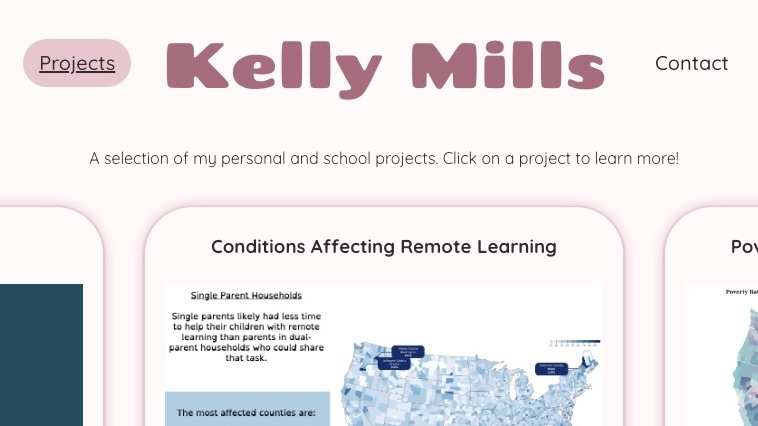 Projects
Kelly Mills
Contact
A selection of my personal and school projects. Click on a project to learn more!
Conditions Affecting Remote Learning
Single Parent Households
Single parents likely had less time
to help their children with remote
learning than parents in dual-
parent households who could share
that task.
The most affected counties are:
Pov
Poverty Rat